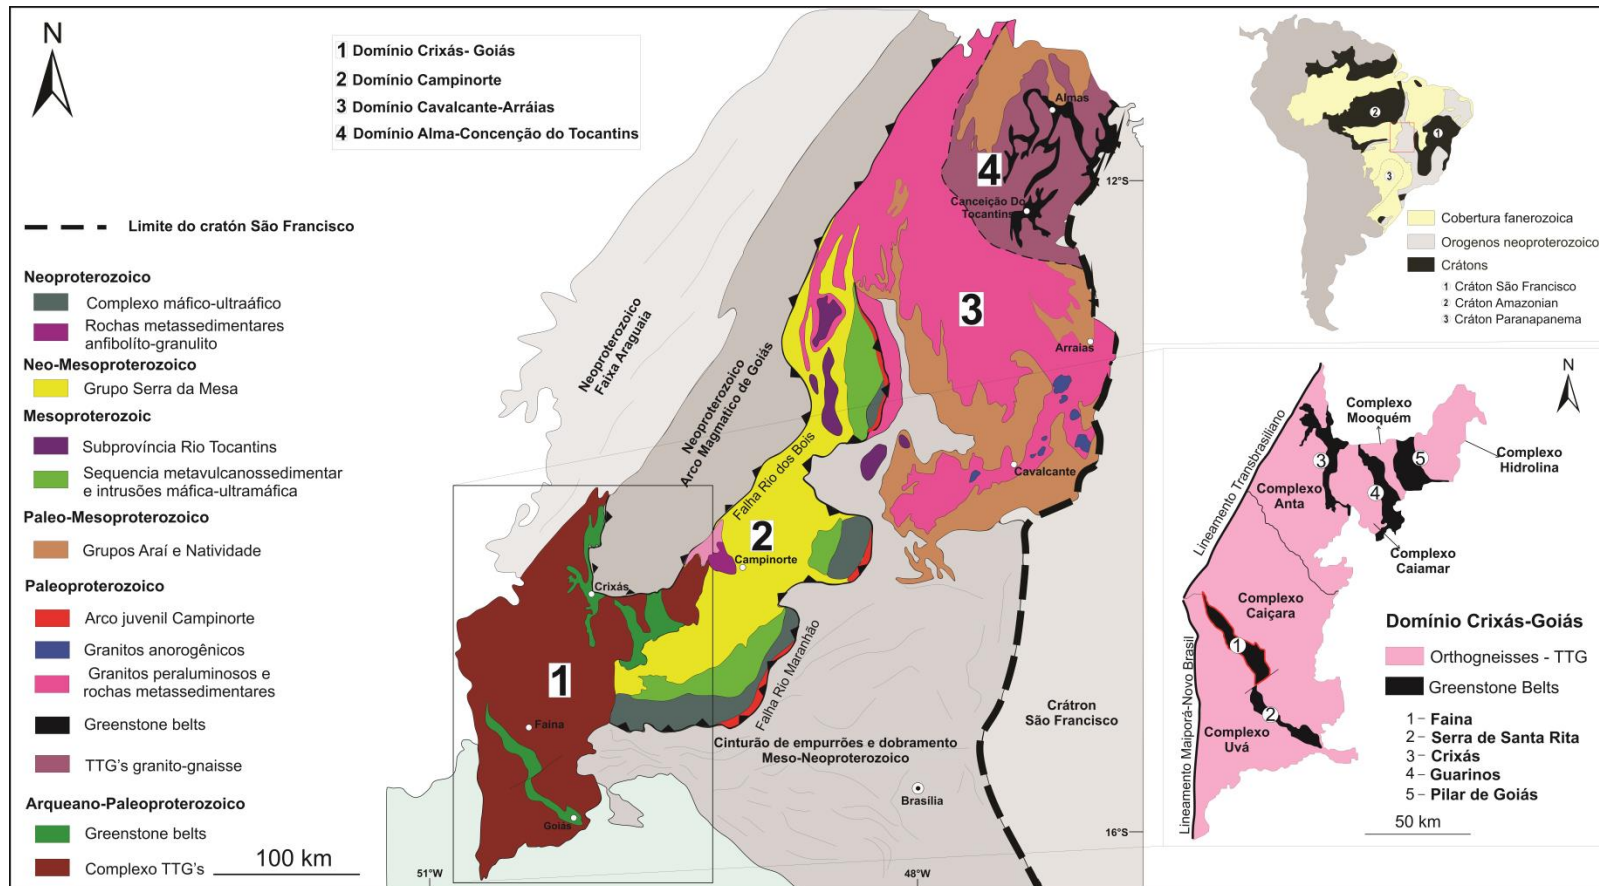 N
1 Domínio Crixás- Goiás
2 Domínio Campinorte
3 Domínio Cavalcante-Arráias
4 Domínio Alma-Concenção do Tocantins
Limite do cratón São Francisco
Neoproterozoico
Complexo máfico-ultraáfico
Rochas metassedimentares
anfibolíto-granulito
Neo-Mesoproterozoico
Grupo Serra da Mesa
Mesoproterozoic
Subprovíncia Rio Tocantins
Sequencia metavulcanossedimentar
e intrusões máfica-ultramáfica
Paleo-Mesoproterozoico
Grupos Araí e Natividade
Paleoproterozoico
Arco juvenil Campinorte
Granitos anorogênicos
Granitos peraluminosos e
rochas metassedimentares
Greenstone belts
TTG's granito-gnaisse
Arqueano-Paleoproterozoico
Greenstone belts
Complexo TTG's
100 km
Neoproterozoico
Faixa Araguaia
Neoproterozoico
Arco Magmatico de Goiás
Falha Rio dos Bois
Falha Rio Maranhão
1
2
3
4
Almas
Canceição Do
Tocantins
Arraias
Cavalcante
Campinorte
Crixás
Faina
Goiás
Brasília
Cinturão de empurrões e dobramento
Meso-Neoproterozoico
Crátron
São Francisco
12°S
16°S
51°W
48°W
1
2
3
Cobertura fanerozoica
Orogenos neoproterozoico
Crátons
1 Cráton São Francisco
2 Cráton Amazonian
3 Cráton Paranapanema
N
Lineamento Transbrasiliano
Lineamento Maiporá-Novo Brasil
Complexo
Mooquém
Complexo
Hidrolina
Complexo
Anta
Complexo
Caiamar
Complexo
Caiçara
Complexo
Uvá
1
2
3
4
5
Domínio Crixás-Goiás
Orthogneisses - TTG
Greenstone Belts
1 – Faina
2 – Serra de Santa Rita
3 – Crixás
4 – Guarinos
5 – Pilar de Goiás
50 km